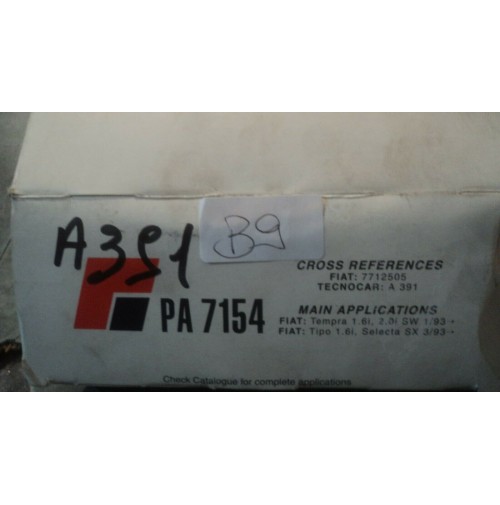 A391
B9
CROSS REFERENCES
FIAT: 7712505
TECNOCAR: A 391
PA 7154
MAIN APPLICATIONS
FIAT: Tempra 1.6i, 2.0i SW 1/93→
FIAT: Tipo 1.6i, Selecta SX 3/93→
Check Catalogue for complete applications.